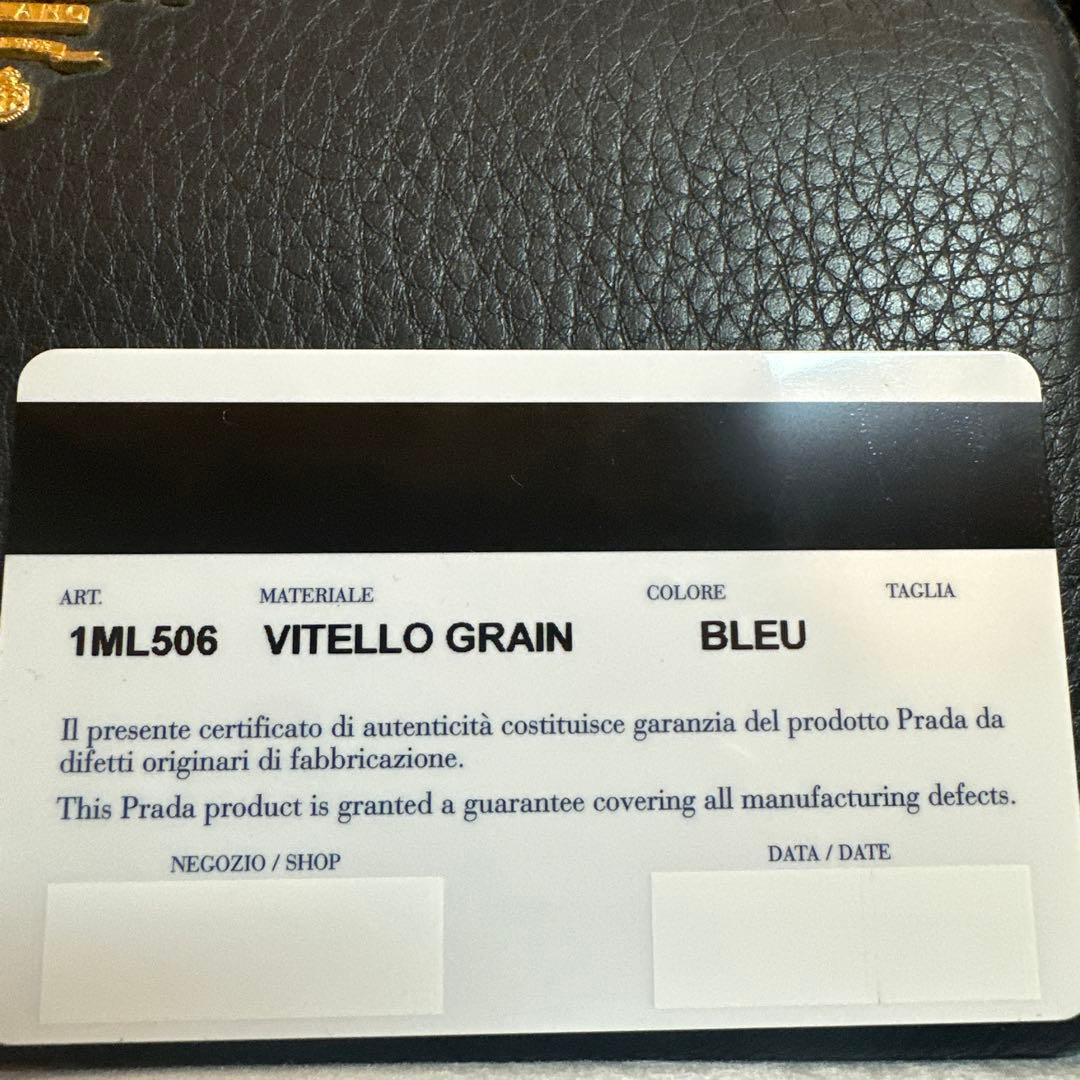 ART. MATERIALE COLORE TAGLIA
1ML506 VITELLO GRAIN BLEU
Il presente certificato di autenticità costituisce garanzia del prodotto Prada da
difetti originari di fabbricazione.
This Prada product is granted a guarantee covering all manufacturing defects.
NEGOZIO / SHOP DATA / DATE